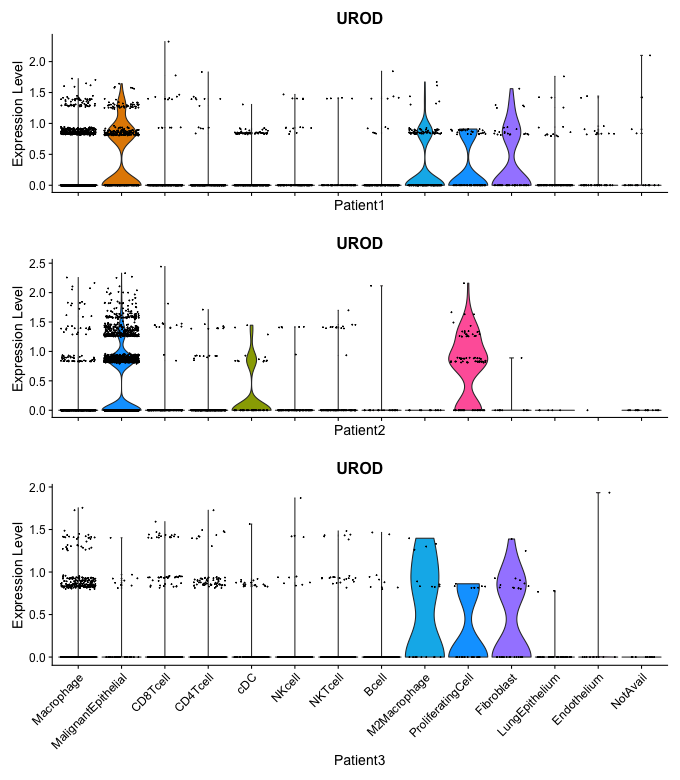 UROD
Expression Level
2.0
1.5
1.0
0.5
0.0
Patient1
UROD
Expression Level
2.5
2.0
1.5
1.0
0.5
0.0
Patient2
UROD
Expression Level
2.0
1.5
1.0
0.5
0.0
Macrophage
MalignantEpithelial
CD8Tcell
CD4Tcell
cDC
NKcell
NKTcell
Bcell
M2Macrophage
ProliferatingCell
Fibroblast
LungEpithelium
Endothelium
NotAvail
Patient3